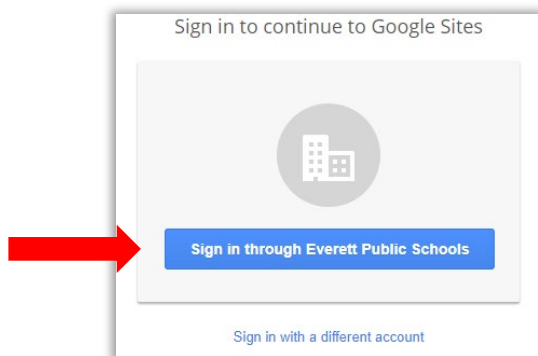 Sign in to continue to Google Sites
Sign in through Everett Public Schools
Sign in with a different account